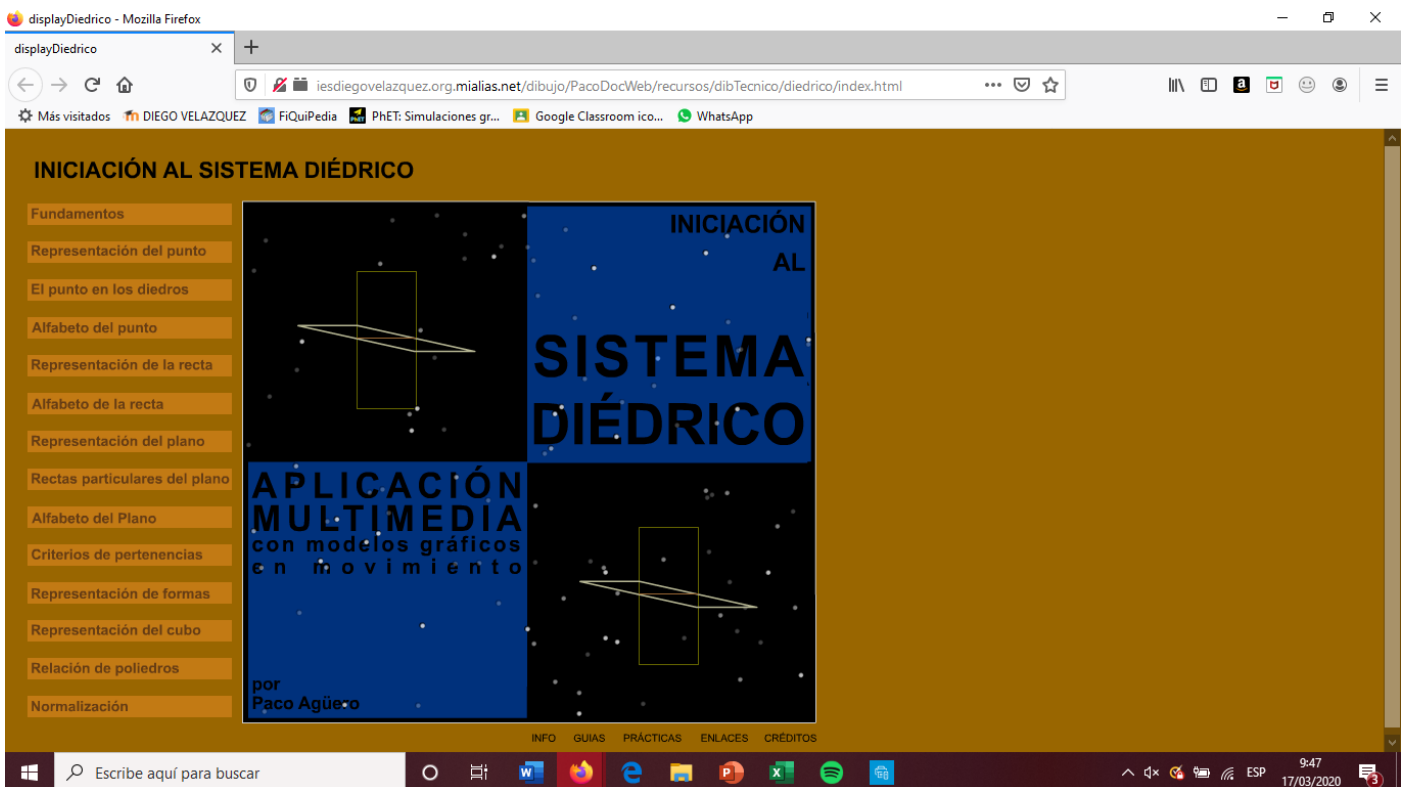 displayDiedrico - Mozilla Firefox
displayDiedrico
iesdiegovelazquez.org.mialias.net/dibujo/PacoDocWeb/recursos/dibTecnico/diedrico/index.html
Más visitados DIEGO VELAZQUEZ FiQuiPedia PhET: Simulaciones gr... Google Classroom ico... WhatsApp
INICIACIÓN AL SISTEMA DIÉDRICO
Fundamentos
Representación del punto
El punto en los diedros
Alfabeto del punto
Representación de la recta
Alfabeto de la recta
Representación del plano
Rectas particulares del plano
Alfabeto del Plano
Criterios de pertenencias
Representación de formas
Representación del cubo
Relación de poliedros
Normalización
INICIACIÓN
AL
SISTEMA
DIÉDRICO
APLICACIÓN
MULTIMEDIA
con modelos gráficos
en movimiento
por
Paco Agüero
INFO GUIAS PRÁCTICAS ENLACES CRÉDITOS
Escribe aquí para buscar
ESP
9:47
17/03/2020
3